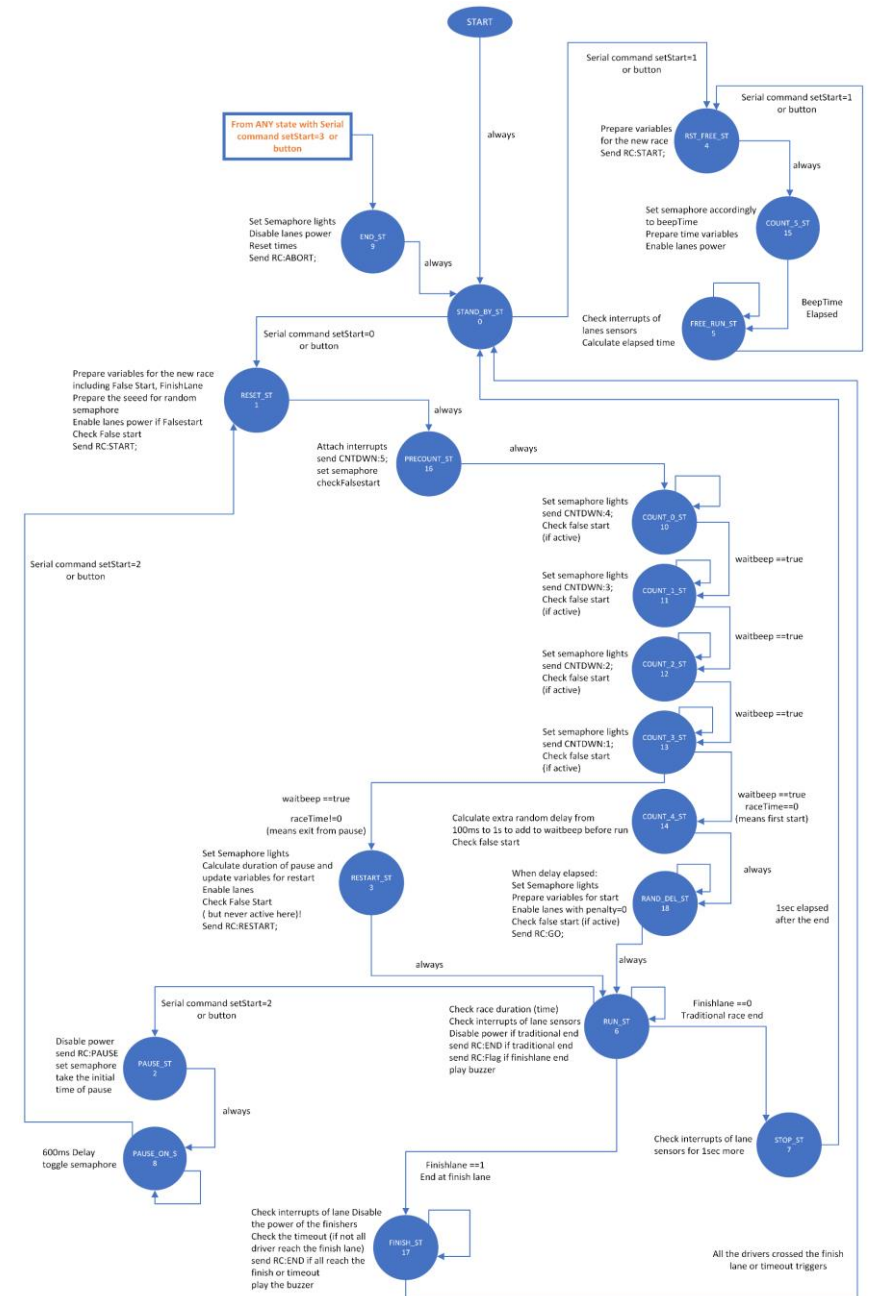 START
Serial command setStart=1
or button
Serial command setStart=1
or button
From ANY state with Serial
command setStart=3 or
button
always
Prepare variables
for the new race
Send RC:START;
RST_FREE_ST
4
always
Set Semaphore lights
Disable lanes power
Reset times
Send RC:ABORT;
END_ST
9
always
Set semaphore accordingly
to beepTime
Prepare time variables
Enable lanes power
COUNT_5_ST
15
STAND_BY_ST
0
BeepTime
Elapsed
Check interrupts of
lanes sensors
Calculate elapsed time
FREE_RUN_ST
5
Serial command setStart=0
or button
Prepare variables for the new race
including False Start, FinishLane
Prepare the seeed for random
semaphore
Enable lanes power if Falsestart
Check False start
Send RC:START;
RESET_ST
1
always
Attach interrupts
send CNTDWN:5;
set semaphore
checkFalsestart
PRECOUNT_ST
16
always
Set semaphore lights
send CNTDWN:4;
Check false start
(if active)
COUNT_0_ST
10
waitbeep ==true
Serial command setStart=2
or button
Set semaphore lights
send CNTDWN:3;
Check false start
(if active)
COUNT_1_ST
11
waitbeep ==true
Set semaphore lights
send CNTDWN:2;
Check false start
(if active)
COUNT_2_ST
12
waitbeep ==true
Set semaphore lights
send CNTDWN:1;
Check false start
(if active)
COUNT_3_ST
13
waitbeep ==true
raceTime!=0
(means exit from pause)
waitbeep ==true
raceTime==0
(means first start)
Calculate extra random delay from
100ms to 1s to add to waitbeep before run
Check false start
COUNT_4_ST
14
Set Semaphore lights
Calculate duration of pause and
update variables for restart
Enable lanes
Check False Start
( but never active here)!
Send RC:RESTART;
RESTART_ST
3
always
When delay elapsed:
Set Semaphore lights
Prepare variables for start
Enable lanes with penalty=0
Check false start (if active)
Send RC:GO;
RAND_DEL_ST
18
1sec elapsed
after the end
always
always
Serial command setStart=2
or button
Check race duration (time)
Check interrupts of lane sensors
Disable power if traditional end
send RC:END if traditional end
send RC:Flag if finishlane end
play buzzer
RUN_ST
6
Finishlane ==0
Traditional race end
Disable power
send RC:PAUSE
set semaphore
take the initial
time of pause
PAUSE_ST
2
always
Check interrupts of lane
sensors for 1sec more
STOP_ST
7
600ms Delay
toggle semaphore
PAUSE_ON_S
8
Finishlane ==1
End at finish lane
Check interrupts of lane Disable
the power of the finishers
Check the timeout (if not all
driver reach the finish lane)
send RC:END if all reach the
finish or timeout
play the buzzer
FINISH_ST
17
All the drivers crossed the finish
lane or timeout triggers